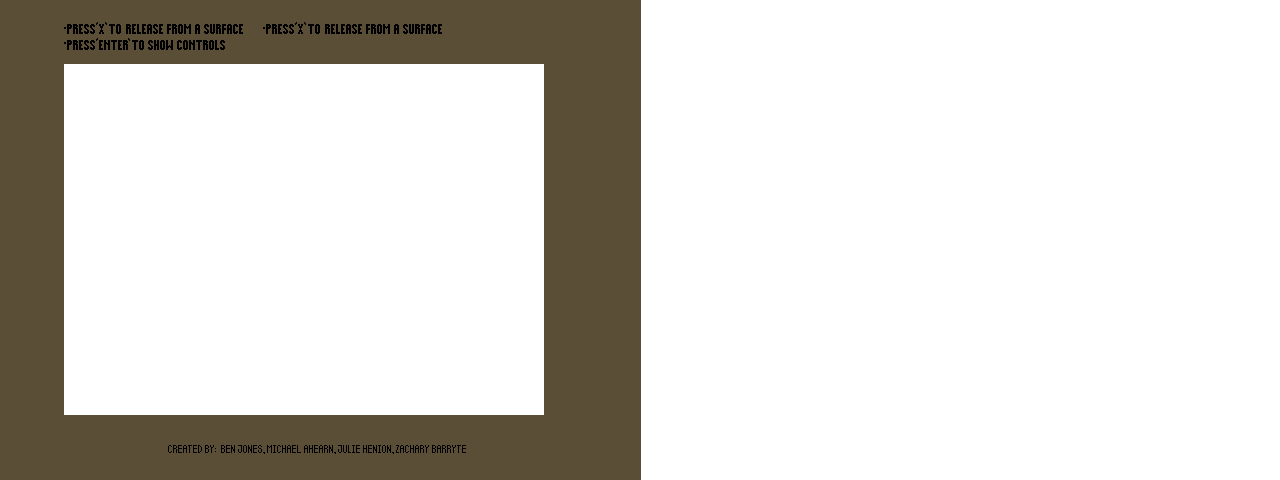 ·PRESS´X`TO RELEASE FROM A SURFACE ·PRESS´X`TO RELEASE FROM A SURFACE
·PRESS´ENTER`TO SHOW CONTROLS
CREATED BY: BEN JONES, MICHAEL AHEARN, JULIE HENION, ZACHARY BARRYTE